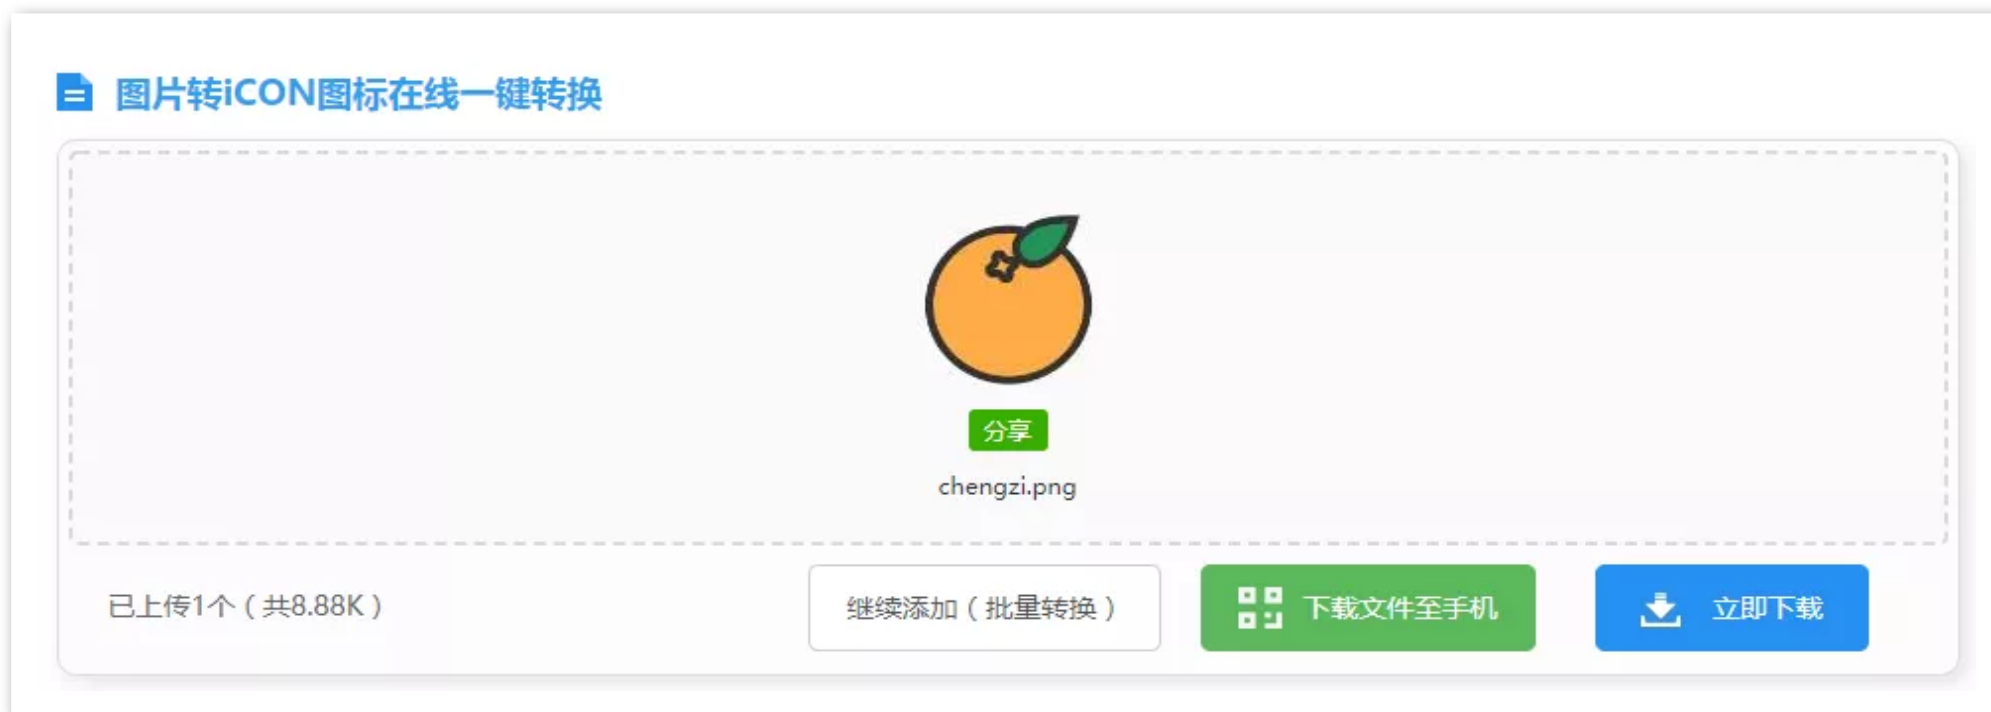 图片转iCON图标在线一键转换
分享
chengzi.png
已上传1个（共8.88K）
继续添加（批量转换）
下载文件至手机
立即下载